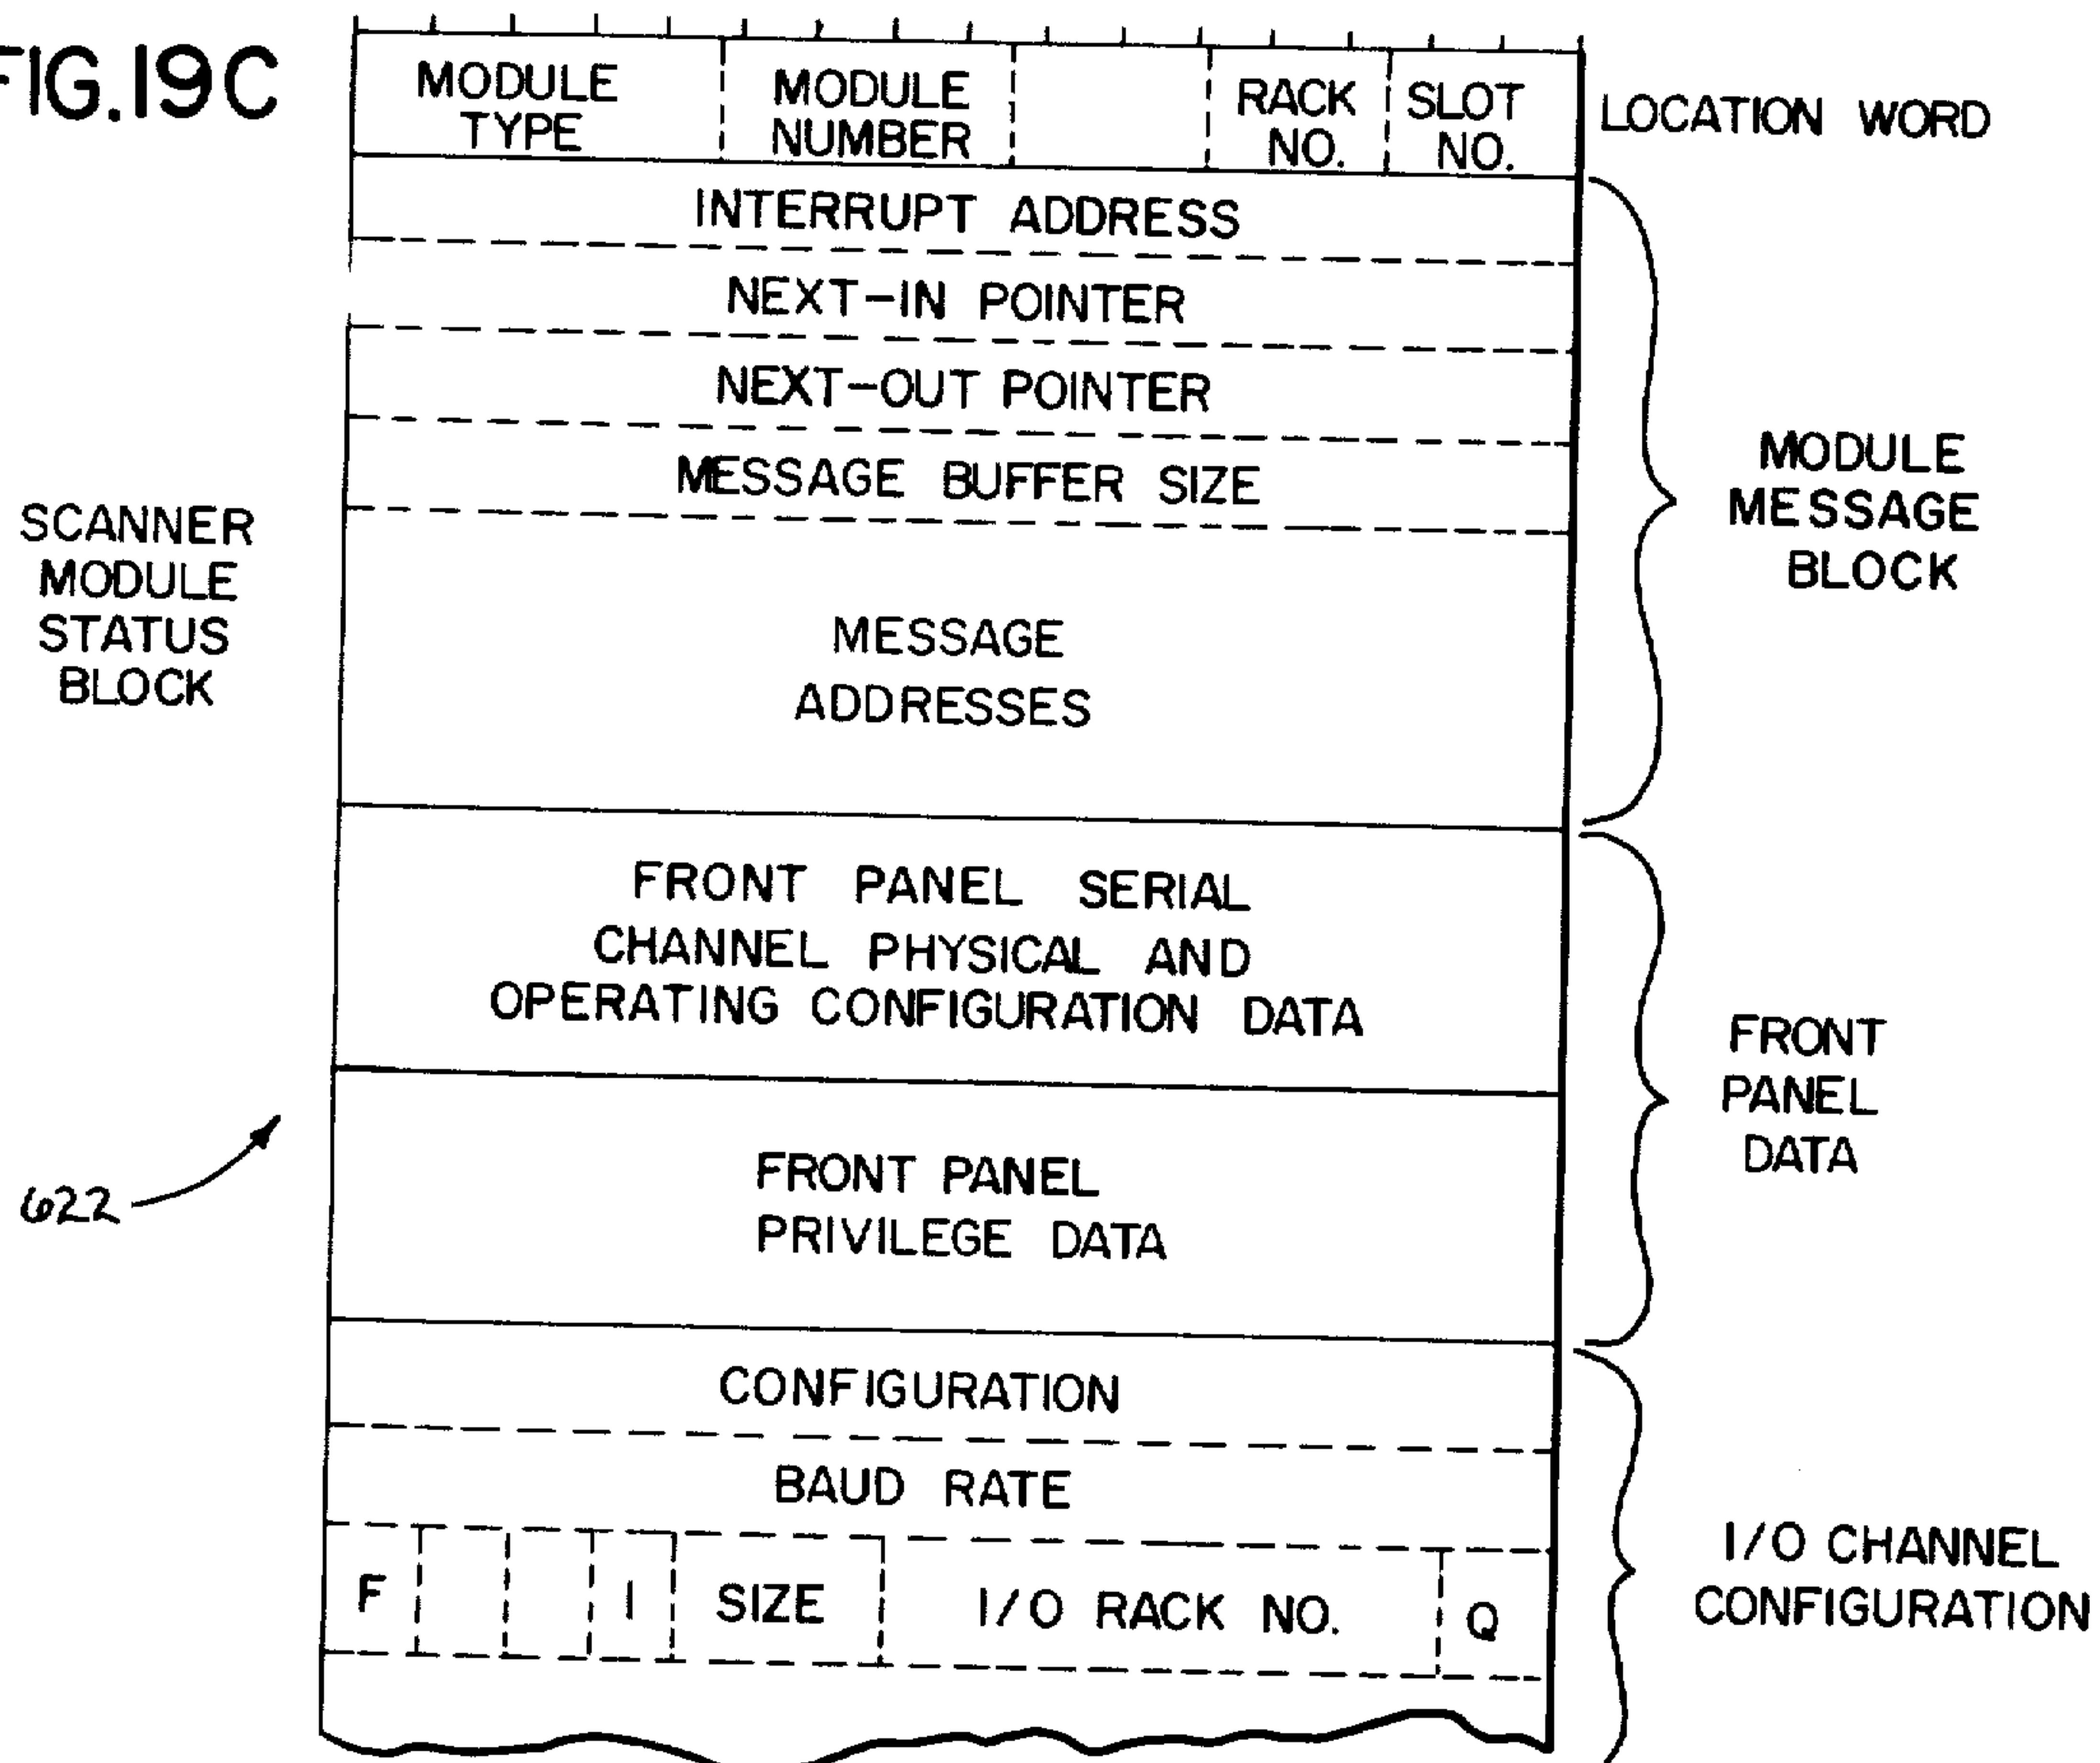 FIG.19C
MODULE TYPE
MODULE NUMBER
RACK NO.
SLOT NO.
LOCATION WORD
INTERRUPT ADDRESS
NEXT-IN POINTER
NEXT-OUT POINTER
MESSAGE BUFFER SIZE
MESSAGE
ADDRESSES
MODULE
MESSAGE
BLOCK
SCANNER
MODULE
STATUS
BLOCK
FRONT PANEL SERIAL
CHANNEL PHYSICAL AND
OPERATING CONFIGURATION DATA
FRONT PANEL
PRIVILEGE DATA
FRONT
PANEL
DATA
622
CONFIGURATION
BAUD RATE
F I SIZE I/O RACK NO. Q
I/O CHANNEL
CONFIGURATION